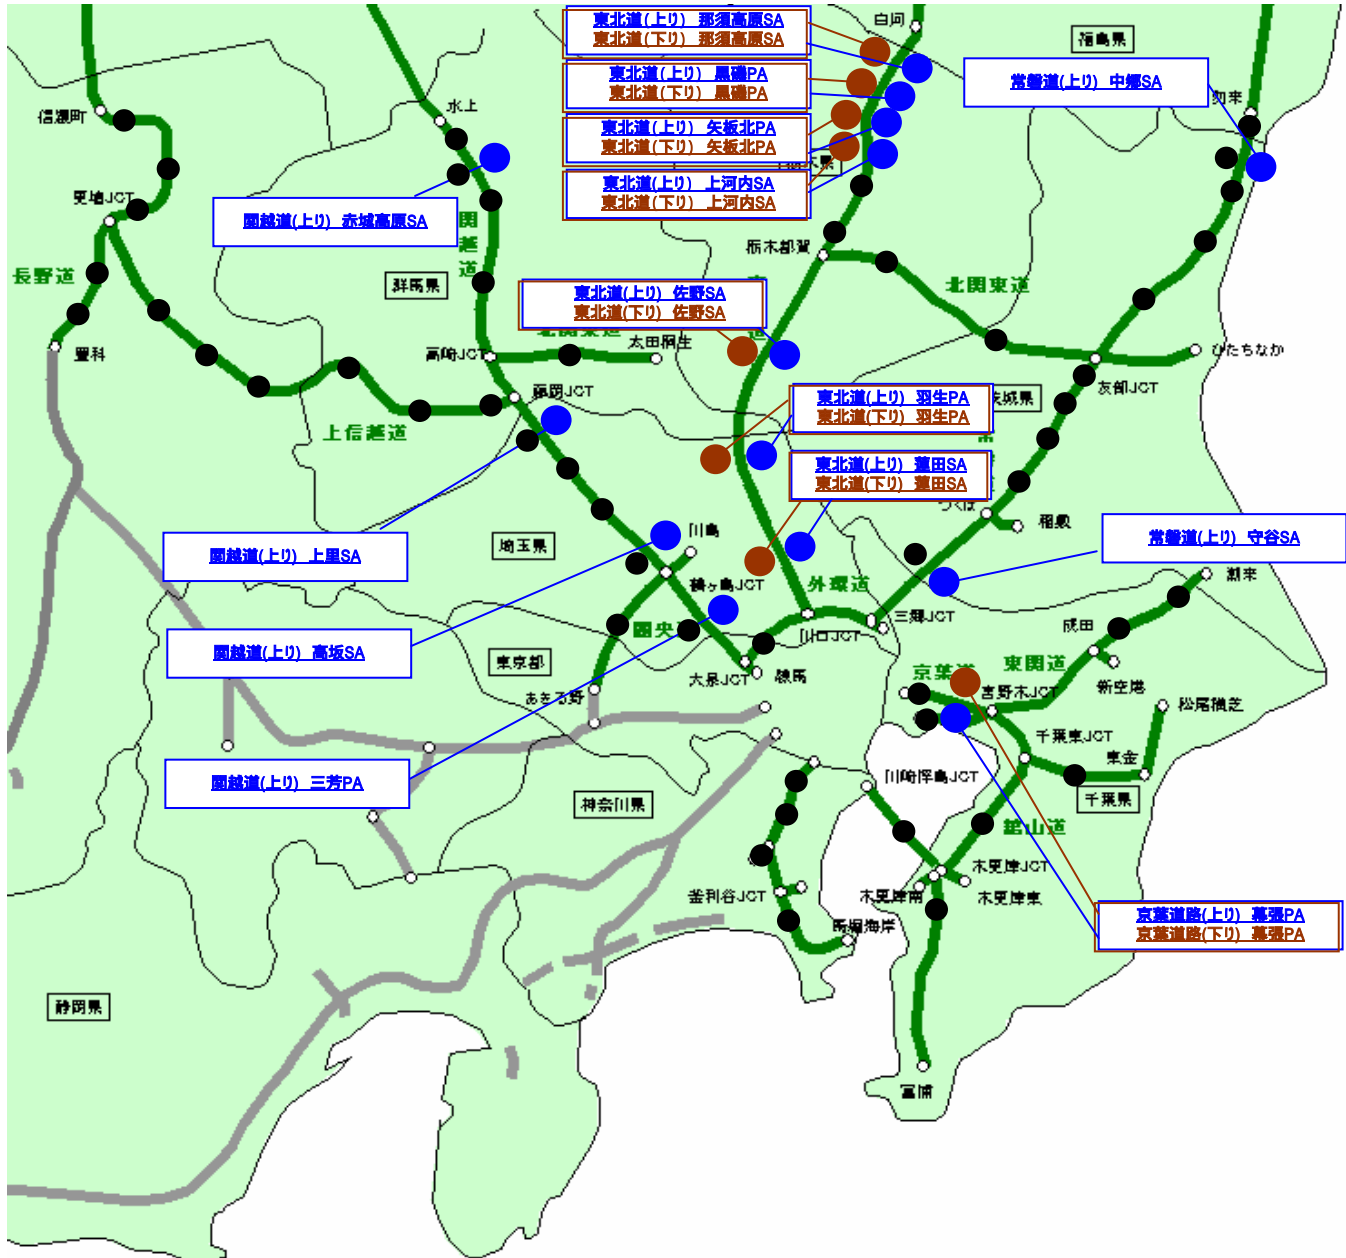 東北道(上り) 那須高原SA
東北道(下り) 那須高原SA
白河
福島県
東北道(上り) 黒磯PA
東北道(下り) 黒磯PA
常磐道(上り) 中郷SA
勿来
信濃町
水上
東北道(上り) 矢板北PA
東北道(下り) 矢板北PA
東北道(上り) 上河内SA
東北道(下り) 上河内SA
更埴JCT
関越道(上り) 赤城高原SA
関越道
栃木都賀
長野道
群馬県
北関東道
東北道(上り) 佐野SA
東北道(下り) 佐野SA
北関東道
太田桐生
豊科
高崎JCT
ひたちなか
友部JCT
藤岡JCT
東北道(上り) 羽生PA
東北道(下り) 羽生PA
茨城県
上信越道
東北道(上り) 蓮田SA
東北道(下り) 蓮田SA
つくば
稲敷
関越道(上り) 上里SA
埼玉県
川島
常磐道(上り) 守谷SA
鶴ヶ島JCT
外環道
潮来
三郷JCT
成田
圏央
川口JCT
関越道(上り) 高坂SA
東京都
大泉JCT
練馬
京葉道
東関道
新空港
あきる野
宮野木JCT
松尾横芝
千葉東JCT
東金
関越道(上り) 三芳PA
神奈川県
川崎浮島JCT
千葉県
館山道
木更津JCT
釜利谷JCT
木更津南
木更津東
馬堀海岸
京葉道路(上り) 幕張PA
京葉道路(下り) 幕張PA
静岡県
富浦